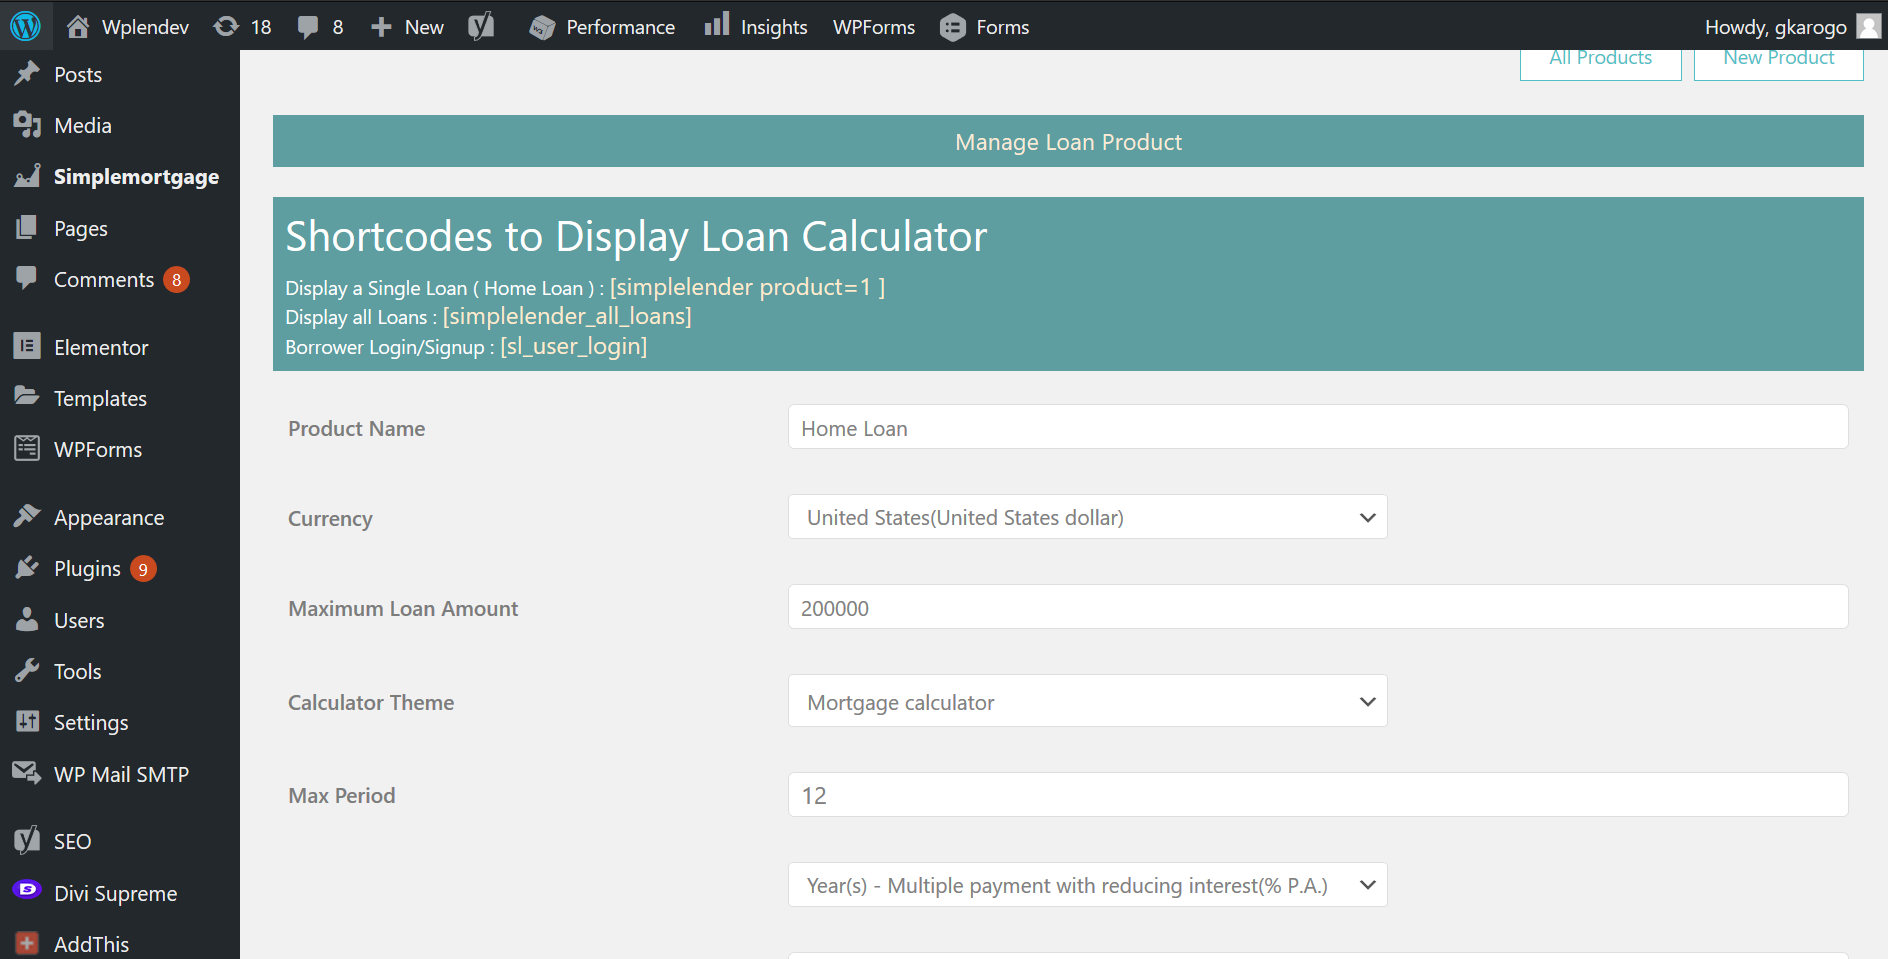 Wplendev 18 8 New Performance Insights WPForms Forms Howdy, gkarogo
Posts
Media
Simplemortgage
Pages
Comments 8
Elementor
Templates
WPForms
Appearance
Plugins 9
Users
Tools
Settings
WP Mail SMTP
SEO
Divi Supreme
AddThis
All Products New Product
Manage Loan Product
Shortcodes to Display Loan Calculator
Display a Single Loan ( Home Loan ) : [simplelender product=1 ]
Display all Loans : [simplelender_all_loans]
Borrower Login/Signup : [sl_user_login]
Product Name Home Loan
Currency United States(United States dollar)
Maximum Loan Amount 200000
Calculator Theme Mortgage calculator
Max Period 12
Year(s) - Multiple payment with reducing interest(% P.A.)